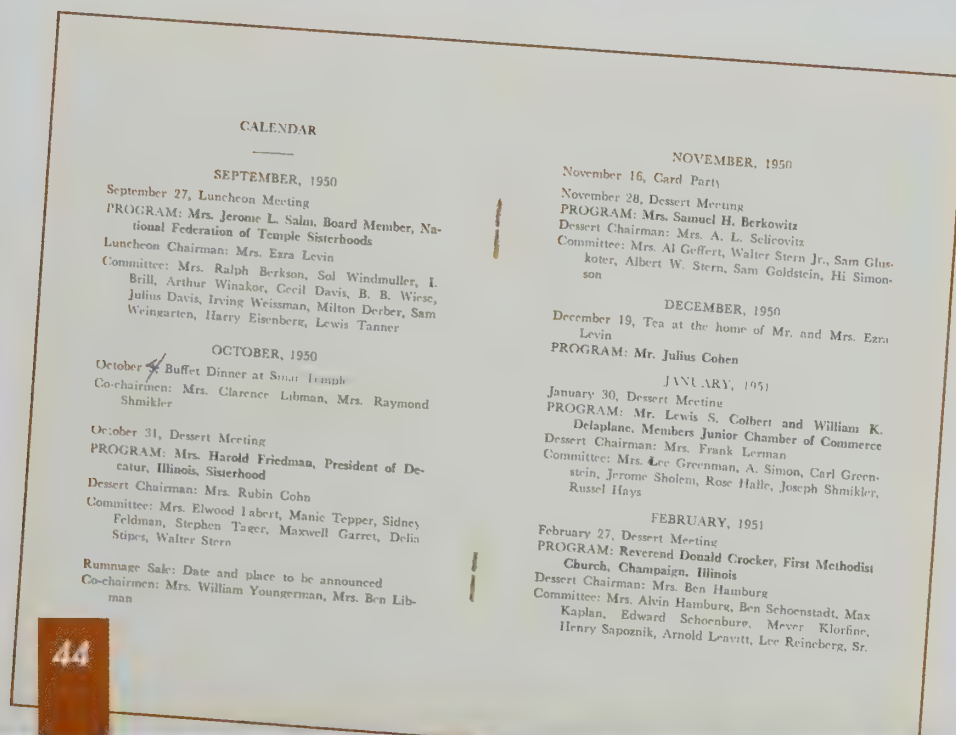 CALENDAR
SEPTEMBER, 1950
September 27, Luncheon Meeting
PROGRAM: Mrs. Jerome L. Salm, Board Member, Na-
tional Federation of Temple Sisterhoods
Luncheon Chairman: Mrs. Ezra Levin
Committee: Mrs. Ralph Berkson, Sol Windmuller, I.
Brill, Arthur Winakor, Cecil Davis, B. B. Wiese,
Julius Davis, Irving Weissman, Milton Derber, Sam
Weingarten, Harry Eisenberg, Lewis Tanner
OCTOBER, 1950
October 4, Buffet Dinner at Sinai Temple
Co-chairmen: Mrs. Clarence Libman, Mrs. Raymond
Shmikler
October 31, Dessert Meeting
PROGRAM: Mrs. Harold Friedman, President of De-
catur, Illinois, Sisterhood
Dessert Chairman: Mrs. Rubin Cohn
Committee: Mrs. Elwood Tabert, Manie Tepper, Sidney
Feldman, Stephen Tager, Maxwell Garret, Delia
Stipes, Walter Stern
Rummage Sale: Date and place to be announced
Co-chairmen: Mrs. William Youngerman, Mrs. Ben Lib-
man
44
NOVEMBER, 1950
November 16, Card Party
November 28, Dessert Meeting
PROGRAM: Mrs. Samuel H. Berkowitz
Dessert Chairman: Mrs. A. L. Selicovitz
Committee: Mrs. Al Geffert, Walter Stern Jr., Sam Glus-
koter, Albert W. Stern, Sam Goldstein, Hi Simon-
son
DECEMBER, 1950
December 19, Tea at the home of Mr. and Mrs. Ezra
Levin
PROGRAM: Mr. Julius Cohen
JANUARY, 1951
January 30, Dessert Meeting
PROGRAM: Mr. Lewis S. Colbert and William K.
Delaplane, Members Junior Chamber of Commerce
Dessert Chairman: Mrs. Frank Lerman
Committee: Mrs. Lee Greenman, A. Simon, Carl Green-
stein, Jerome Sholem, Rose Halle, Joseph Shmikler,
Russel Hays
FEBRUARY, 1951
February 27, Dessert Meeting
PROGRAM: Reverend Donald Crocker, First Methodist
Church, Champaign, Illinois
Dessert Chairman: Mrs. Ben Hamburg
Committee: Mrs. Alvin Hamburg, Ben Schoenstadt, Max
Kaplan, Edward Schoenburg, Meyer Klorfine,
Henry Sapoznik, Arnold Leavitt, Lee Reineberg, Sr.